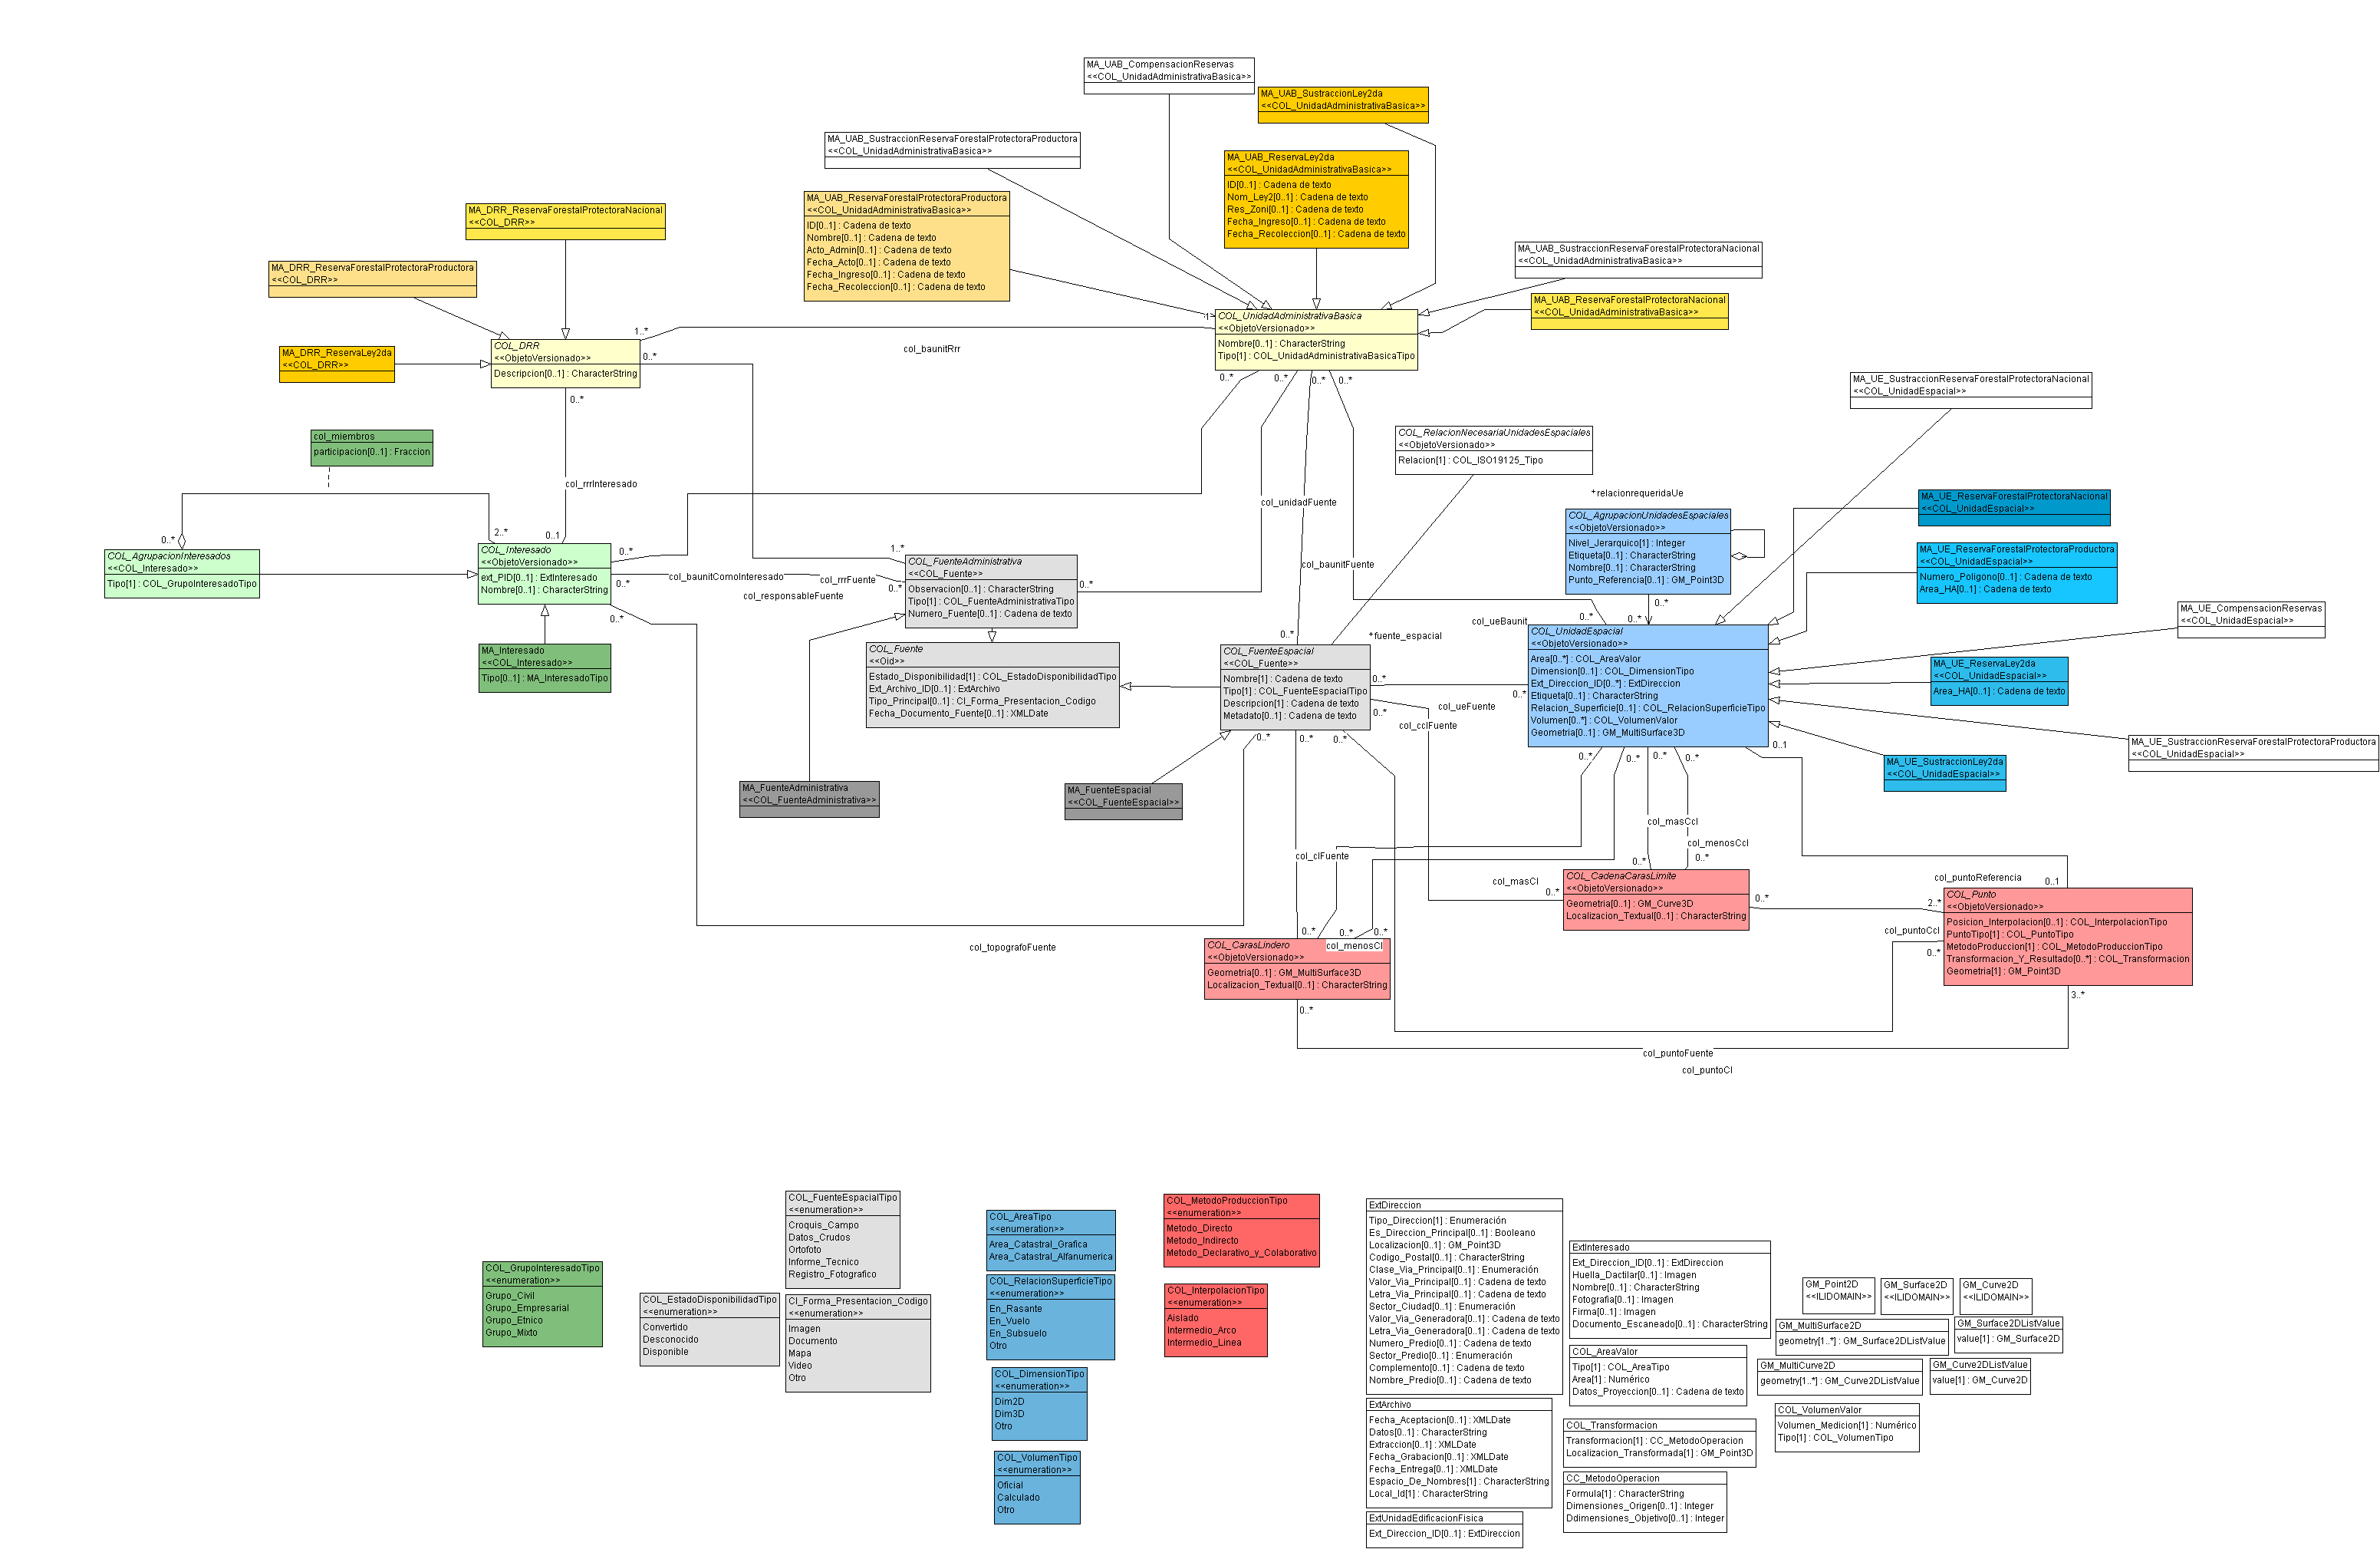 MA_UAB_CompensacionReservas
<<COL_UnidadAdministrativaBasica>>
MA_UAB_SustraccionLey2da
<<COL_UnidadAdministrativaBasica>>
MA_UAB_SustraccionReservaForestalProtectoraProductora
<<COL_UnidadAdministrativaBasica>>
MA_UAB_ReservaLey2da
<<COL_UnidadAdministrativaBasica>>
ID[0..1] : Cadena de texto
Nom_Ley2[0..1] : Cadena de texto
Res_Zoni[0..1] : Cadena de texto
Fecha_Ingreso[0..1] : Cadena de texto
Fecha_Recoleccion[0..1] : Cadena de texto
MA_UAB_ReservaForestalProtectoraProductora
<<COL_UnidadAdministrativaBasica>>
ID[0..1] : Cadena de texto
Nombre[0..1] : Cadena de texto
Acto_Admin[0..1] : Cadena de texto
Fecha_Acto[0..1] : Cadena de texto
Fecha_Ingreso[0..1] : Cadena de texto
Fecha_Recoleccion[0..1] : Cadena de texto
MA_DRR_ReservaForestalProtectoraNacional
<<COL_DRR>>
MA_DRR_ReservaForestalProtectoraProductora
<<COL_DRR>>
MA_UAB_SustraccionReservaForestalProtectoraNacional
<<COL_UnidadAdministrativaBasica>>
MA_UAB_ReservaForestalProtectoraNacional
<<COL_UnidadAdministrativaBasica>>
COL_UnidadAdministrativaBasica
<<ObjetoVersionado>>
Nombre[0..1] : CharacterString
Tipo[1] : COL_UnidadAdministrativaBasicaTipo
1
1..*
col_baunitRrr
COL_DRR
<<ObjetoVersionado>>
Descripcion[0..1] : CharacterString
0..*
0..*
MA_DRR_ReservaLey2da
<<COL_DRR>>
0..*
0..*
0..*
0..*
MA_UE_SustraccionReservaForestalProtectoraNacional
<<COL_UnidadEspacial>>
col_miembros
participacion[0..1] : Fraccion
COL_RelacionNecesariaUnidadesEspaciales
<<ObjetoVersionado>>
Relacion[1] : COL_ISO19125_Tipo
col_rrrInteresado
col_unidadFuente
*relacionrequeridaUe
COL_AgrupacionUnidadesEspaciales
<<ObjetoVersionado>>
Nivel_Jerarquico[1] : Integer
Etiqueta[0..1] : CharacterString
Nombre[0..1] : CharacterString
Punto_Referencia[0..1] : GM_Point3D
MA_UE_ReservaForestalProtectoraNacional
<<COL_UnidadEspacial>>
MA_UE_ReservaForestalProtectoraProductora
<<COL_UnidadEspacial>>
Numero_Poligono[0..1] : Cadena de texto
Area_HA[0..1] : Cadena de texto
0..*
2..*
0..1
0..*
0..*
COL_AgrupacionInteresados
<<COL_Interesado>>
Tipo[1] : COL_GrupoInteresadoTipo
COL_Interesado
<<ObjetoVersionado>>
ext_PID[0..1] : ExtInteresado
Nombre[0..1] : CharacterString
0..*
col_baunitComoInteresado
col_rrrFuente
col_responsableFuente
1..*
0..*
0..*
COL_FuenteAdministrativa
<<COL_Fuente>>
Observacion[0..1] : CharacterString
Tipo[1] : COL_FuenteAdministrativaTipo
Numero_Fuente[0..1] : Cadena de texto
col_baunitFuente
MA_UE_CompensacionReservas
<<COL_UnidadEspacial>>
MA_Interesado
<<COL_Interesado>>
Tipo[0..1] : MA_InteresadoTipo
COL_Fuente
<<Oid>>
Estado_Disponibilidad[1] : COL_EstadoDisponibilidadTipo
Ext_Archivo_ID[0..1] : ExtArchivo
Tipo_Principal[0..1] : CI_Forma_Presentacion_Codigo
Fecha_Documento_Fuente[0..1] : XMLDate
0..*
*fuente_espacial
COL_FuenteEspacial
<<COL_Fuente>>
Nombre[1] : Cadena de texto
Tipo[1] : COL_FuenteEspacialTipo
Descripcion[1] : Cadena de texto
Metadato[0..1] : Cadena de texto
col_ueBaunit
0..*
0..*
0..*
COL_UnidadEspacial
<<ObjetoVersionado>>
Area[0..*] : COL_AreaValor
Dimension[0..1] : COL_DimensionTipo
Ext_Direccion_ID[0..*] : ExtDireccion
Etiqueta[0..1] : CharacterString
Relacion_Superficie[0..1] : COL_RelacionSuperficieTipo
Volumen[0..*] : COL_VolumenValor
Geometria[0..1] : GM_MultiSurface3D
MA_UE_ReservaLey2da
<<COL_UnidadEspacial>>
Area_HA[0..1] : Cadena de texto
0..*
0..*
col_ueFuente
0..*
col_cclFuente
MA_UE_SustraccionReservaForestalProtectoraProductora
<<COL_UnidadEspacial>>
MA_UE_SustraccionLey2da
<<COL_UnidadEspacial>>
0..*
0..*
0..*
0..*
0..*
0..*
0..*
0..1
MA_FuenteAdministrativa
<<COL_FuenteAdministrativa>>
MA_FuenteEspacial
<<COL_FuenteEspacial>>
col_masCcl
col_menosCcl
col_clFuente
0..*
0..*
col_masCl
0..*
COL_CadenaCarasLimite
<<ObjetoVersionado>>
Geometria[0..1] : GM_Curve3D
Localizacion_Textual[0..1] : CharacterString
0..*
col_puntoReferencia
0..1
2..*
COL_Punto
<<ObjetoVersionado>>
Posicion_Interpolacion[0..1] : COL_InterpolacionTipo
PuntoTipo[1] : COL_PuntoTipo
MetodoProduccion[1] : COL_MetodoProduccionTipo
Transformacion_Y_Resultado[0..*] : COL_Transformacion
Geometria[1] : GM_Point3D
col_puntoCcl
0..*
3..*
col_topografoFuente
0..*
0..*
0..*
col_menosCl
COL_CarasLindero
<<ObjetoVersionado>>
Geometria[0..1] : GM_MultiSurface3D
Localizacion_Textual[0..1] : CharacterString
0..*
col_puntoFuente
col_puntoCl
COL_GrupoInteresadoTipo
<<enumeration>>
Grupo_Civil
Grupo_Empresarial
Grupo_Etnico
Grupo_Mixto
COL_EstadoDisponibilidadTipo
<<enumeration>>
Convertido
Desconocido
Disponible
COL_FuenteEspacialTipo
<<enumeration>>
Croquis_Campo
Datos_Crudos
Ortofoto
Informe_Tecnico
Registro_Fotografico
CI_Forma_Presentacion_Codigo
<<enumeration>>
Imagen
Documento
Mapa
Video
Otro
COL_AreaTipo
<<enumeration>>
Area_Catastral_Grafica
Area_Catastral_Alfanumerica
COL_RelacionSuperficieTipo
<<enumeration>>
En_Rasante
En_Vuelo
En_Subsuelo
Otro
COL_DimensionTipo
<<enumeration>>
Dim2D
Dim3D
Otro
COL_VolumenTipo
<<enumeration>>
Oficial
Calculado
Otro
COL_MetodoProduccionTipo
<<enumeration>>
Metodo_Directo
Metodo_Indirecto
Metodo_Declarativo_y_Colaborativo
COL_InterpolacionTipo
<<enumeration>>
Aislado
Intermedio_Arco
Intermedio_Linea
ExtDireccion
Tipo_Direccion[1] : Enumeración
Es_Direccion_Principal[0..1] : Booleano
Localizacion[0..1] : GM_Point3D
Codigo_Postal[0..1] : CharacterString
Clase_Via_Principal[0..1] : Enumeración
Valor_Via_Principal[0..1] : Cadena de texto
Letra_Via_Principal[0..1] : Cadena de texto
Sector_Ciudad[0..1] : Enumeración
Valor_Via_Generadora[0..1] : Cadena de texto
Letra_Via_Generadora[0..1] : Cadena de texto
Numero_Predio[0..1] : Cadena de texto
Sector_Predio[0..1] : Enumeración
Complemento[0..1] : Cadena de texto
Nombre_Predio[0..1] : Cadena de texto
ExtArchivo
Fecha_Aceptacion[0..1] : XMLDate
Datos[0..1] : CharacterString
Extraccion[0..1] : XMLDate
Fecha_Grabacion[0..1] : XMLDate
Fecha_Entrega[0..1] : XMLDate
Espacio_De_Nombres[1] : CharacterString
Local_Id[1] : CharacterString
ExtUnidadEdificacionFisica
Ext_Direccion_ID[0..1] : ExtDireccion
ExtInteresado
Ext_Direccion_ID[0..1] : ExtDireccion
Huella_Dactilar[0..1] : Imagen
Nombre[0..1] : CharacterString
Fotografia[0..1] : Imagen
Firma[0..1] : Imagen
Documento_Escaneado[0..1] : CharacterString
COL_AreaValor
Tipo[1] : COL_AreaTipo
Area[1] : Numérico
Datos_Proyeccion[0..1] : Cadena de texto
COL_Transformacion
Transformacion[1] : CC_MetodoOperacion
Localizacion_Transformada[1] : GM_Point3D
CC_MetodoOperacion
Formula[1] : CharacterString
Dimensiones_Origen[0..1] : Integer
Ddimensiones_Objetivo[0..1] : Integer
GM_Point2D
<<ILIDOMAIN>>
GM_Surface2D
<<ILIDOMAIN>>
GM_Curve2D
<<ILIDOMAIN>>
GM_MultiSurface2D
geometry[1..*] : GM_Surface2DListValue
GM_Surface2DListValue
value[1] : GM_Surface2D
GM_MultiCurve2D
geometry[1..*] : GM_Curve2DListValue
GM_Curve2DListValue
value[1] : GM_Curve2D
COL_VolumenValor
Volumen_Medicion[1] : Numérico
Tipo[1] : COL_VolumenTipo